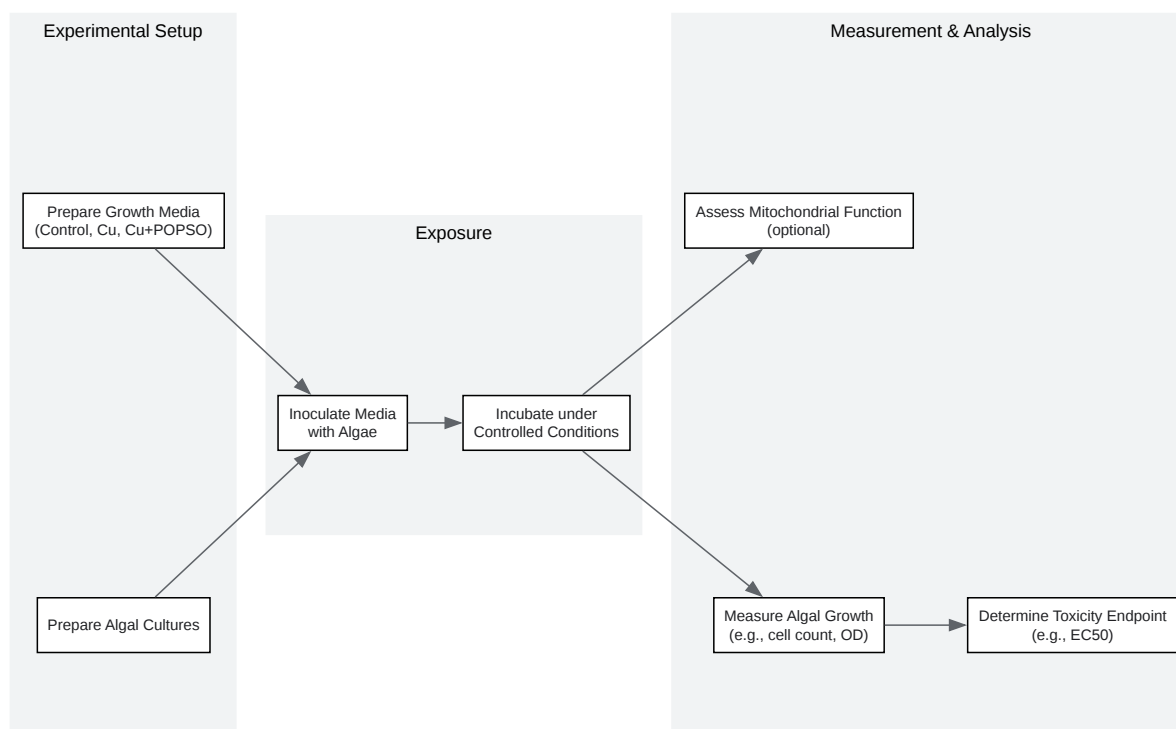 Experimental Setup
Prepare Growth Media
(Control, Cu, Cu+POPSO)
Prepare Algal Cultures
Exposure
Inoculate Media
with Algae
Incubate under
Controlled Conditions
Measurement & Analysis
Assess Mitochondrial Function
(optional)
Measure Algal Growth
(e.g., cell count, OD)
Determine Toxicity Endpoint
(e.g., EC50)